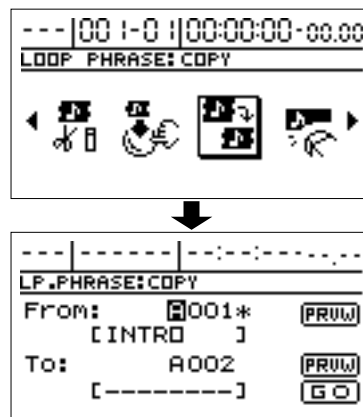 ---|001-01|00:00:00-00.00
LOOP PHRASE:COPY
---|------|--:--:--- --.--
LP.PHRASE:COPY
From: A001* PRVW
[INTRO ]
To: A002 PRVW
[--------] GO